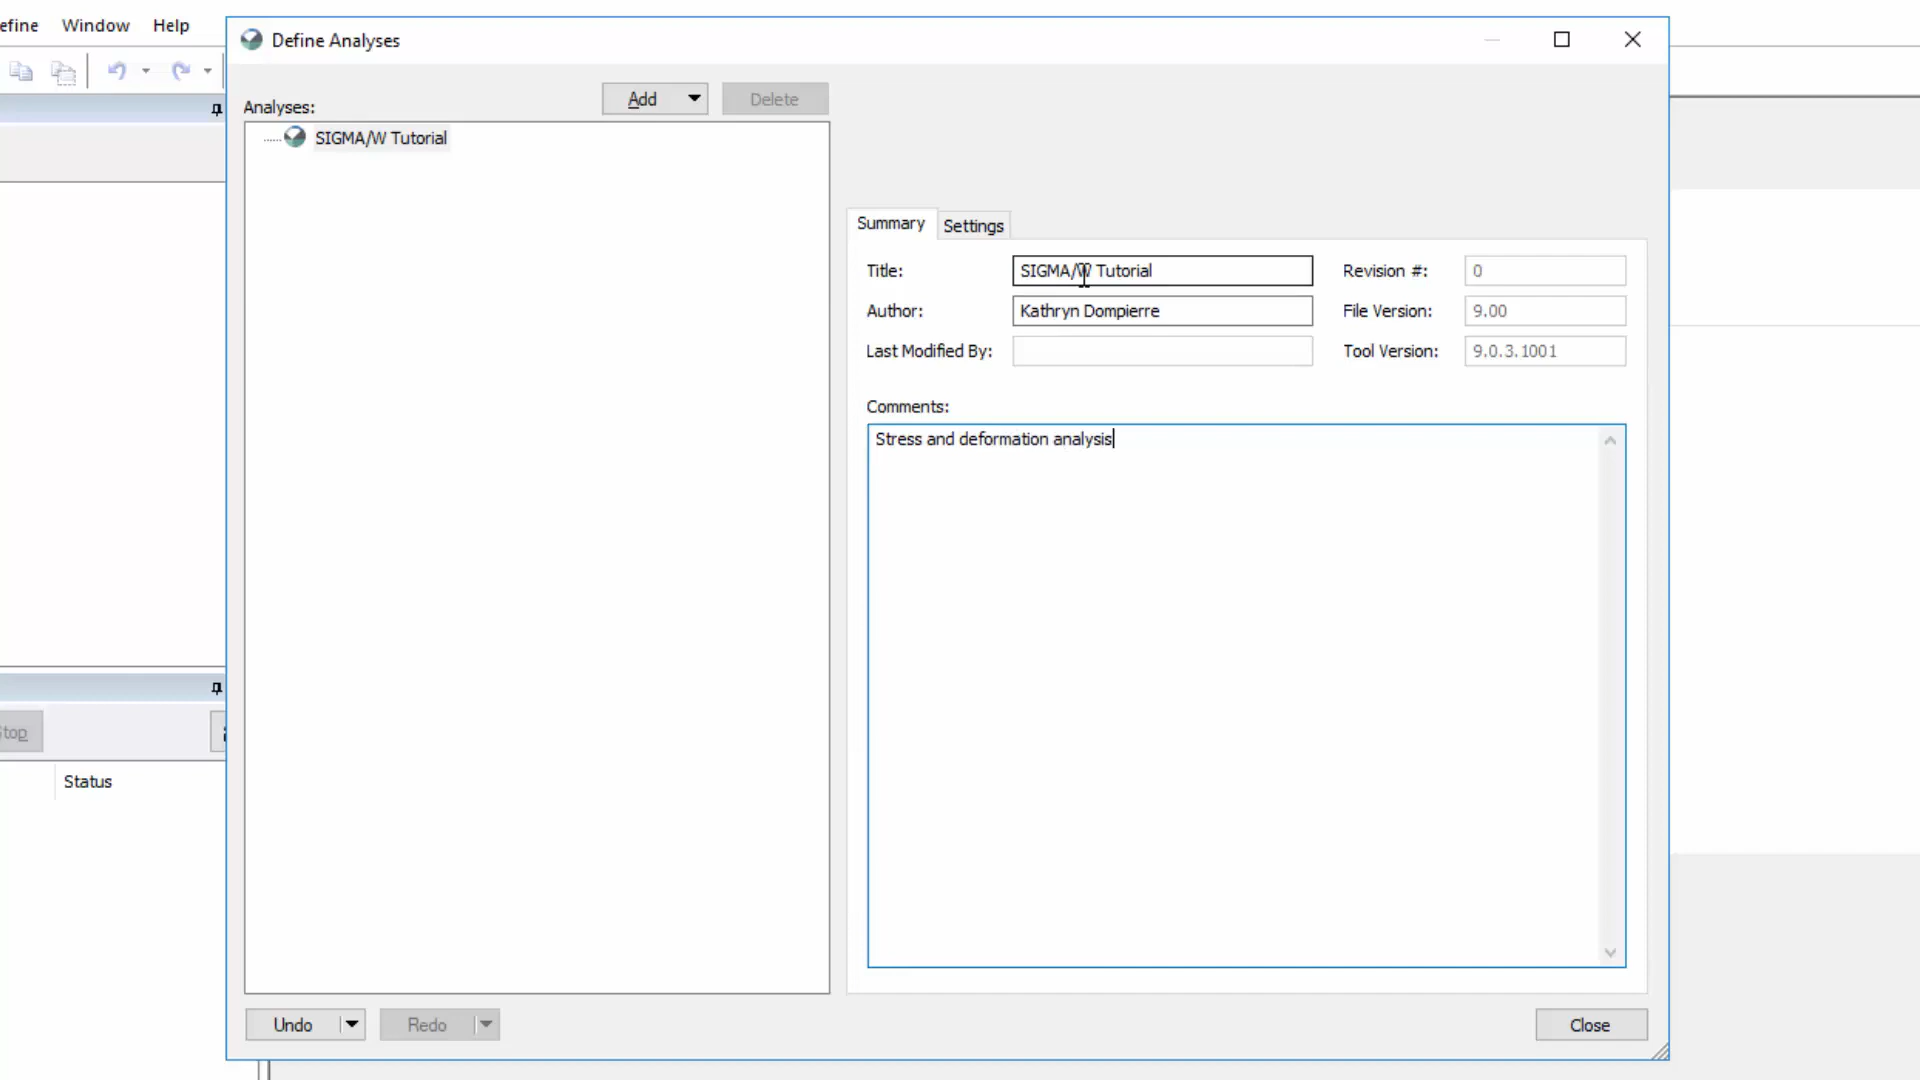 efine Window Help
Define Analyses
Analyses:
Add
Delete
SIGMA/W Tutorial
Summary
Settings
Title: SIGMA/W Tutorial Revision #: 0
Author: Kathryn Dompierre File Version: 9.00
Last Modified By: Tool Version: 9.0.3.1001
Comments:
Stress and deformation analysis
Stop
Status
Undo
Redo
Close